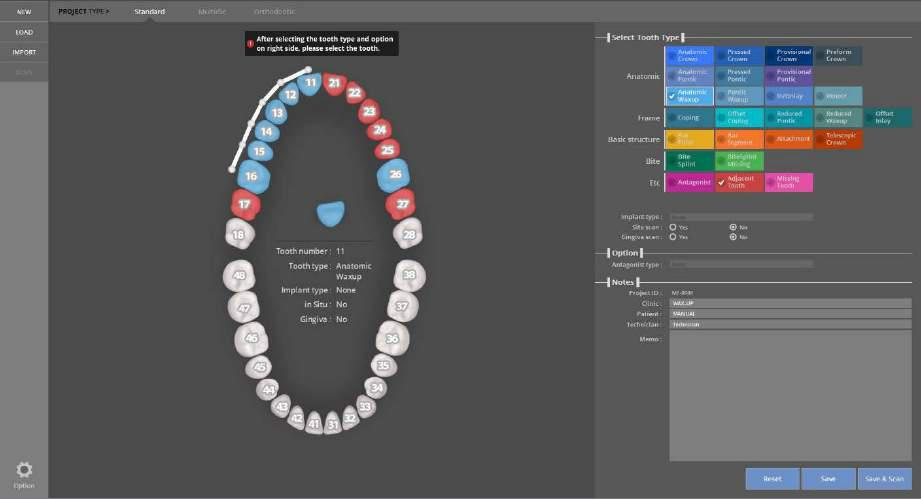 NEW
LOAD
IMPORT
Option
PROJECT TYPE >
Standard
Multidie
Orthodontic
After selecting the tooth type and option
on right side, please select the tooth.
11
21
12
22
13
23
14
24
15
25
16
26
17
27
18
28
48
38
47
37
46
36
45
35
44
34
43
33
42
32
41
31
Tooth number : 11
Tooth type : Anatomic
Waxup
Implant type : None
in Situ : No
Gingiva : No
Select Tooth Type
Anatomic
Anatomic
Crown
Pressed
Crown
Provisional
Crown
Preform
Crown
Anatomic
Pontic
Pressed
Pontic
Provisional
Pontic
Anatomic
Waxup
Pontic
Waxup
In/Onlay
Veneer
Frame
Coping
Offset
Coping
Reduced
Pontic
Reduced
Waxup
Offset
Inlay
Basic structure
Bar
Pillar
Bar
Segment
Attachment
Telescopic
Crown
Bite
Bite
Splint
BiteSplint
Missing
Etc
Antagonist
Adjacent
Tooth
Missing
Tooth
Implant type :
Situ scan : Yes No
Gingiva scan : Yes No
Option
Antagonist type :
Notes
Project ID :
Clinic : WAXUP
Patient : MANUAL
Technician : Technician
Memo :
Reset
Save
Save & Scan